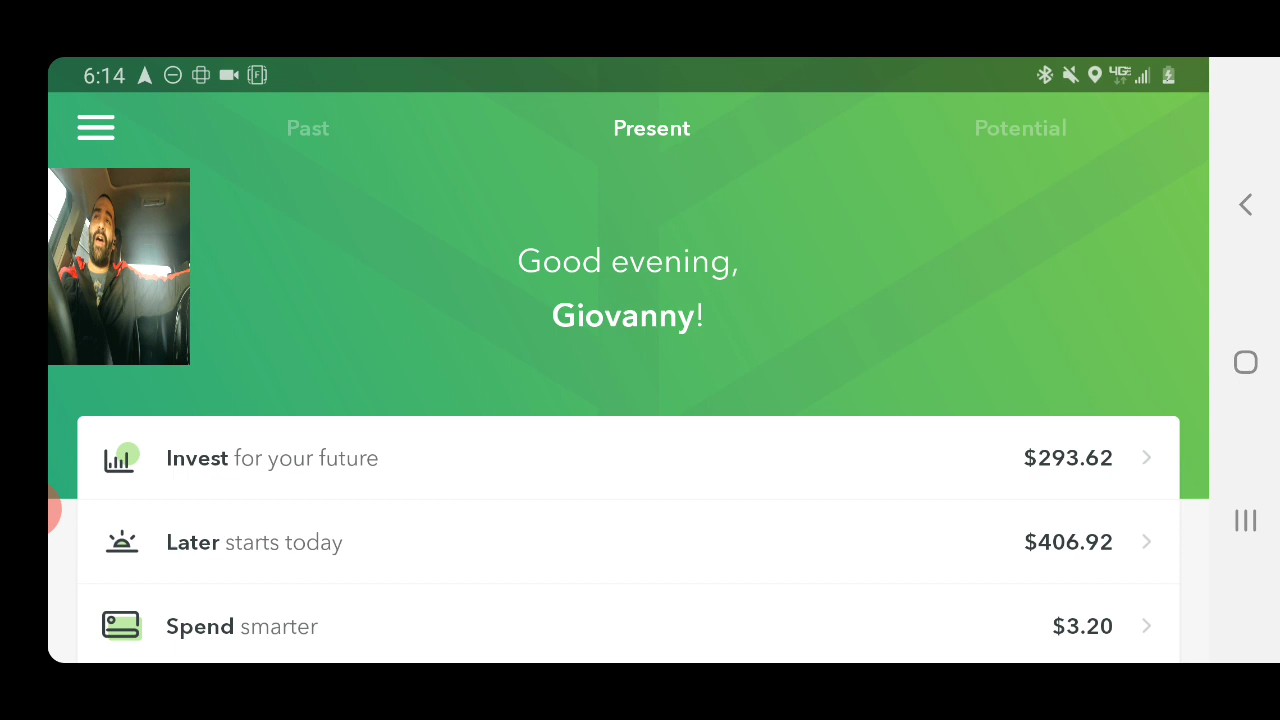 6:14
4GE
Past Present Potential
Good evening,
Giovanny!
Invest for your future $293.62
Later starts today $406.92
Spend smarter $3.20